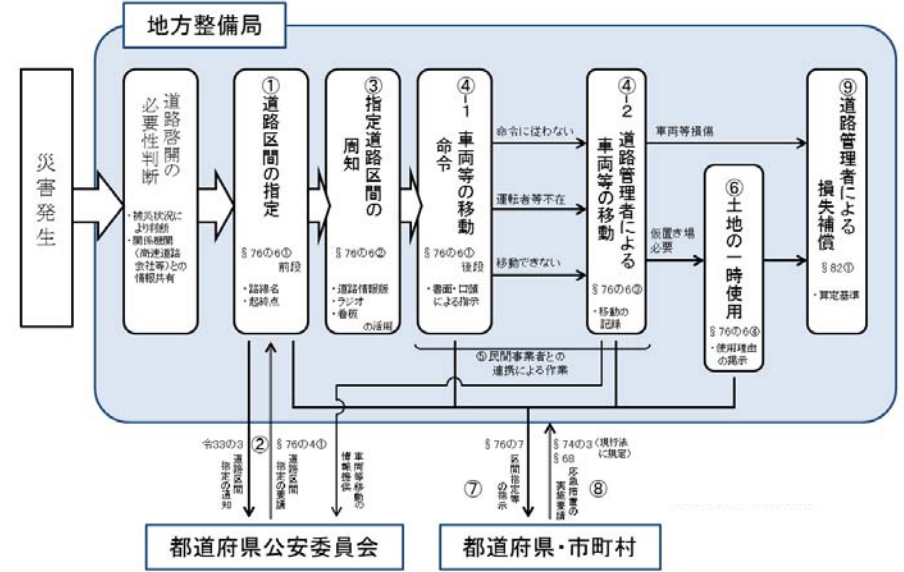 地方整備局
災害発生
道路啓開の
必要性判断
・被災状況に
より判断
・関係機関
(高速道路
会社等)との
情報共有
①道路区間の指定
§76の6①
前段
・路線名
・起終点
③指定道路区間の
周知
§76の6②
・道路情報版
・ラジオ
・看板
の活用
④-1 車両等の移動
命令
§76の6①
後段
・書面・口頭
による指示
命令に従わない
運転者等不在
移動できない
④-2 道路管理者による
車両等の移動
§76の6③
・移動の
記録
車両等損傷
仮置き場
必要
⑥土地の一時使用
§76の6④
・使用理由
の掲示
⑨道路管理者による
損失補償
§82①
・算定基準
⑤民間事業者との
連携による作業
令33の3
道路区間
指定の通知
②
§76の4①
道路区間
指定の要請
車両等移動の
情報提供
§76の7
区間指定等
の指示
⑦
§74の3(現行法
に規定)
§68
応急措置の
実施要請
⑧
都道府県公安委員会
都道府県・市町村